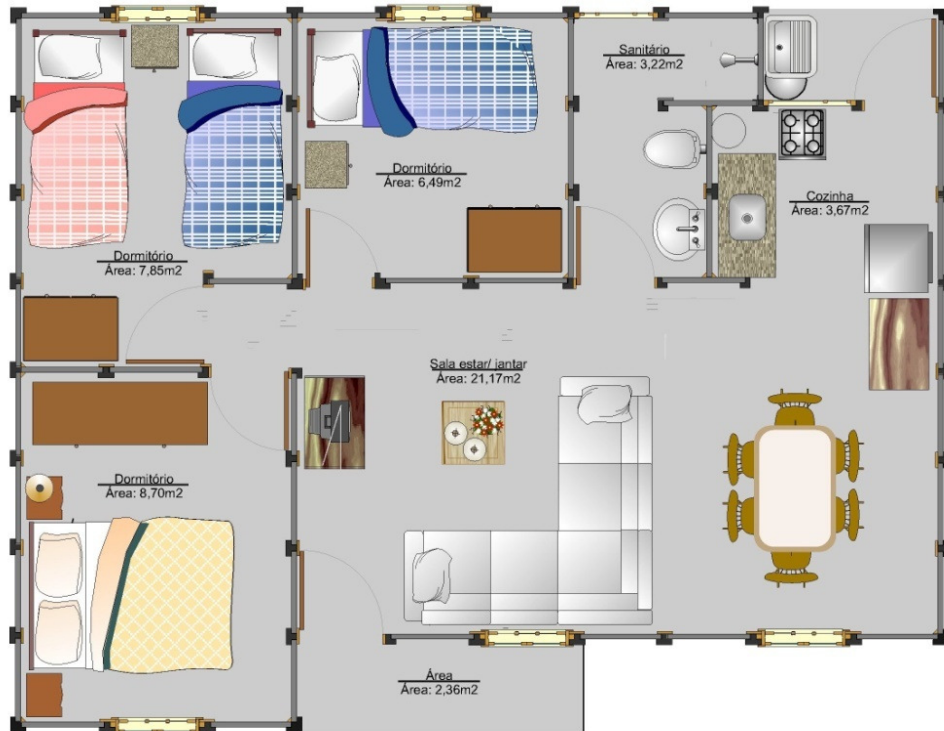 Sanitário
Área: 3,22m2
Dormitório
Área: 6,49m2
Cozinha
Área: 3,67m2
Dormitório
Área: 7,85m2
Sala estar/ jantar
Área: 21,17m2
Dormitório
Área: 8,70m2
Área
Área: 2,36m2